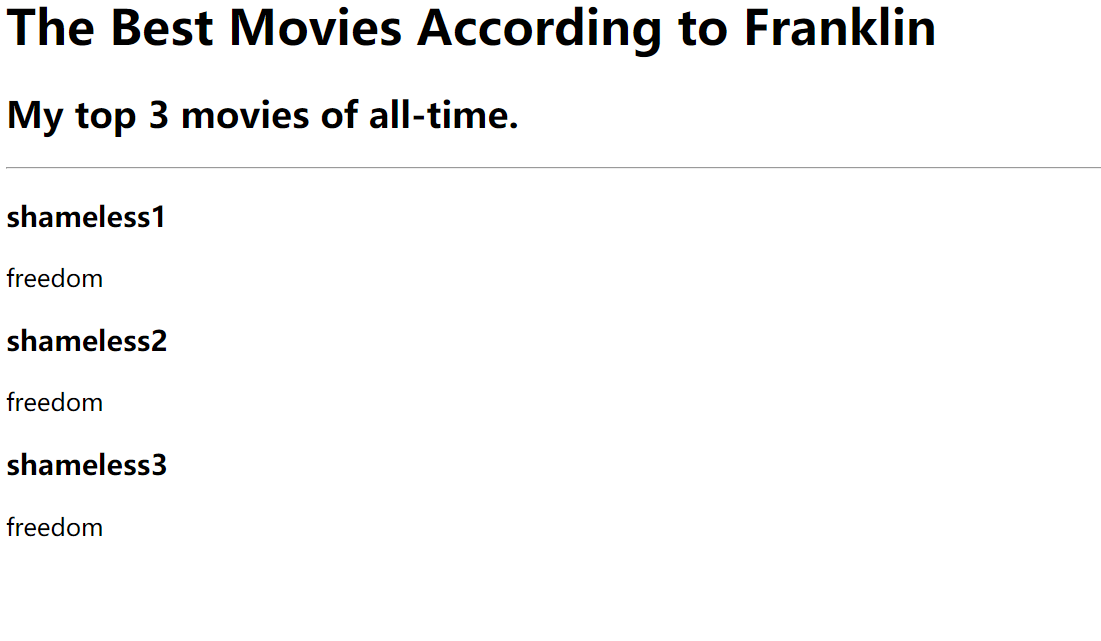 The Best Movies According to Franklin
My top 3 movies of all-time.
shameless1
freedom
shameless2
freedom
shameless3
freedom